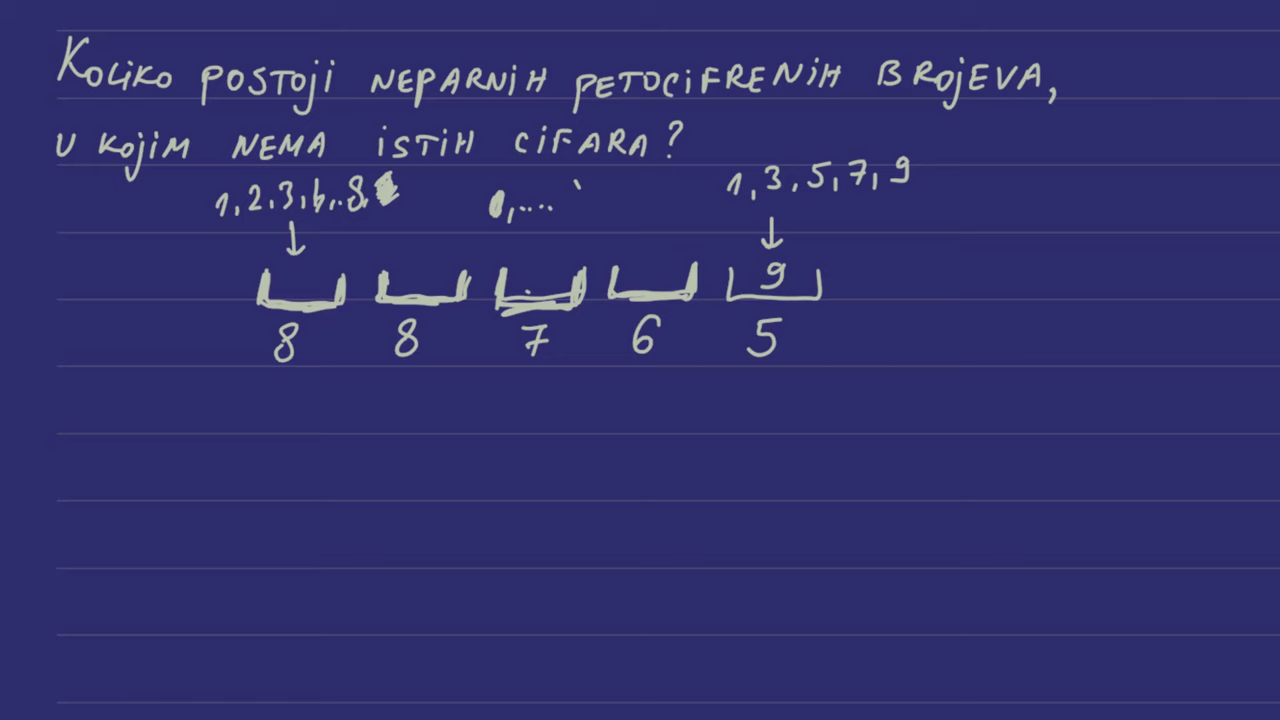 KOLIKO POSTOJI NEPARNIH PETOCIFRENIH BROJEVA,
U KOJIM NEMA ISTIH CIFARA?
1,2,3,4,..8, 0,.... 1,3,5,7,9
9
8 8 7 6 5